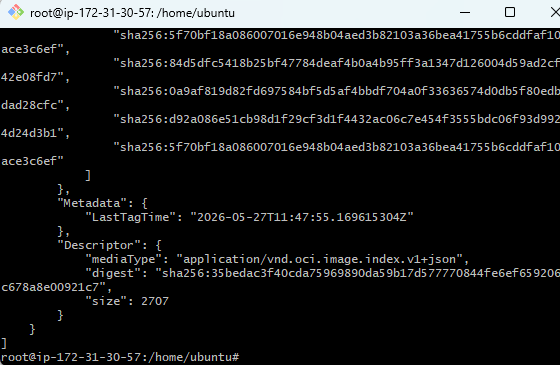 root@ip-172-31-30-57: /home/ubuntu
"sha256:5f70bf18a086007016e948b04aed3b82103a36bea41755b6cddfaf10
ace3c6ef",
"sha256:84d5dfc5418b25bf47784deaf4b0a4b95ff3a1347d126004d59ad2cf
42e08fd7",
"sha256:0a9af819d82fd697584bf5d5af4bbdf704a0f33636574d0db5f80edb
dad28cfc",
"sha256:d92a086e51cb98d1f29cf3d1f4432ac06c7e454f3555bdc06f93d992
4d24d3b1",
"sha256:5f70bf18a086007016e948b04aed3b82103a36bea41755b6cddfaf10
ace3c6ef"
]
},
"Metadata": {
"LastTagTime": "2026-05-27T11:47:55.169615304Z"
},
"Descriptor": {
"mediaType": "application/vnd.oci.image.index.v1+json",
"digest": "sha256:35bedac3f40cda75969890da59b17d577770844fe6ef659206
c678a8e00921c7",
"size": 2707
}
}
]
root@ip-172-31-30-57:/home/ubuntu#